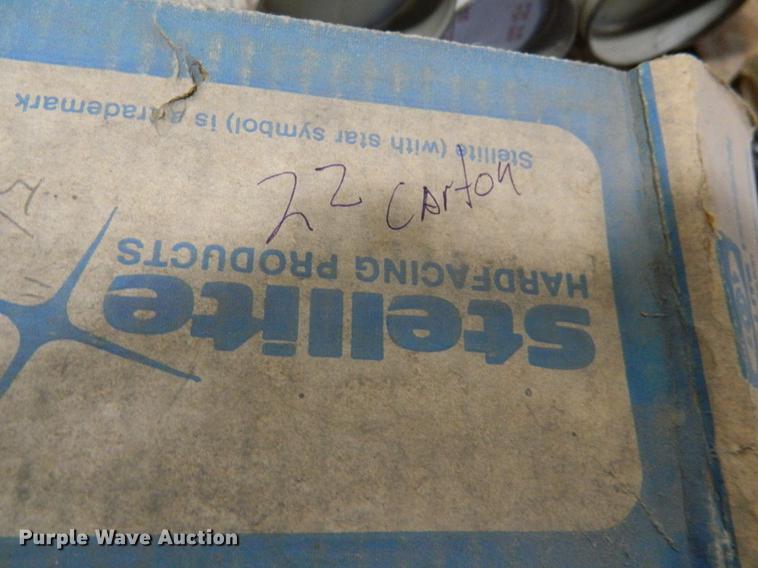 Stellite (with star symbol) is a trademark
22 carton
HARDFACING PRODUCTS
Stellite
Purple Wave Auction